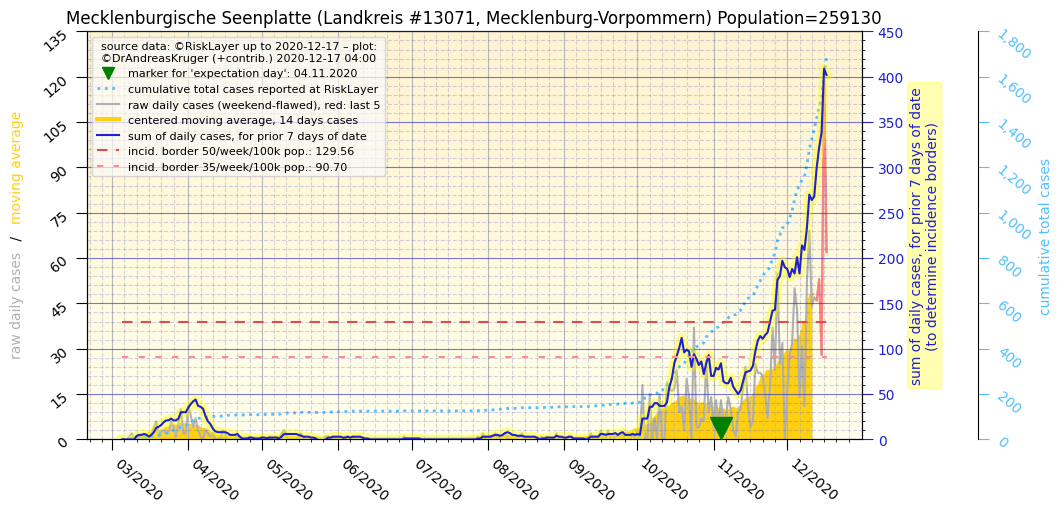 Mecklenburgische Seenplatte (Landkreis #13071, Mecklenburg-Vorpommern) Population=259130
source data: ©RiskLayer up to 2020-12-17 – plot:
©DrAndreasKruger (+contrib.) 2020-12-17 04:00
marker for 'expectation day': 04.11.2020
cumulative total cases reported at RiskLayer
raw daily cases (weekend-flawed), red: last 5
centered moving average, 14 days cases
sum of daily cases, for prior 7 days of date
incid. border 50/week/100k pop.: 129.56
incid. border 35/week/100k pop.: 90.70
raw daily cases / moving average
135
120
105
90
75
60
45
30
15
0
03/2020
04/2020
05/2020
06/2020
07/2020
08/2020
09/2020
10/2020
11/2020
12/2020
450
400
350
300
250
200
150
100
50
0
sum of daily cases, for prior 7 days of date
(to determine incidence borders)
1,800
1,600
1,400
1,200
1,000
800
600
400
200
0
cumulative total cases